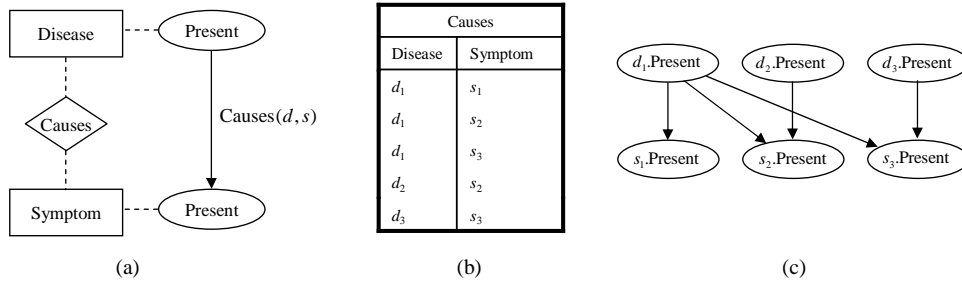 Disease
Present
Causes
Causes(d, s)
Symptom
Present
(a)
Causes
Disease Symptom
d₁ s₁
d₁ s₂
d₁ s₃
d₂ s₂
d₃ s₃
(b)
d₁.Present d₂.Present d₃.Present
s₁.Present s₂.Present s₃.Present
(c)